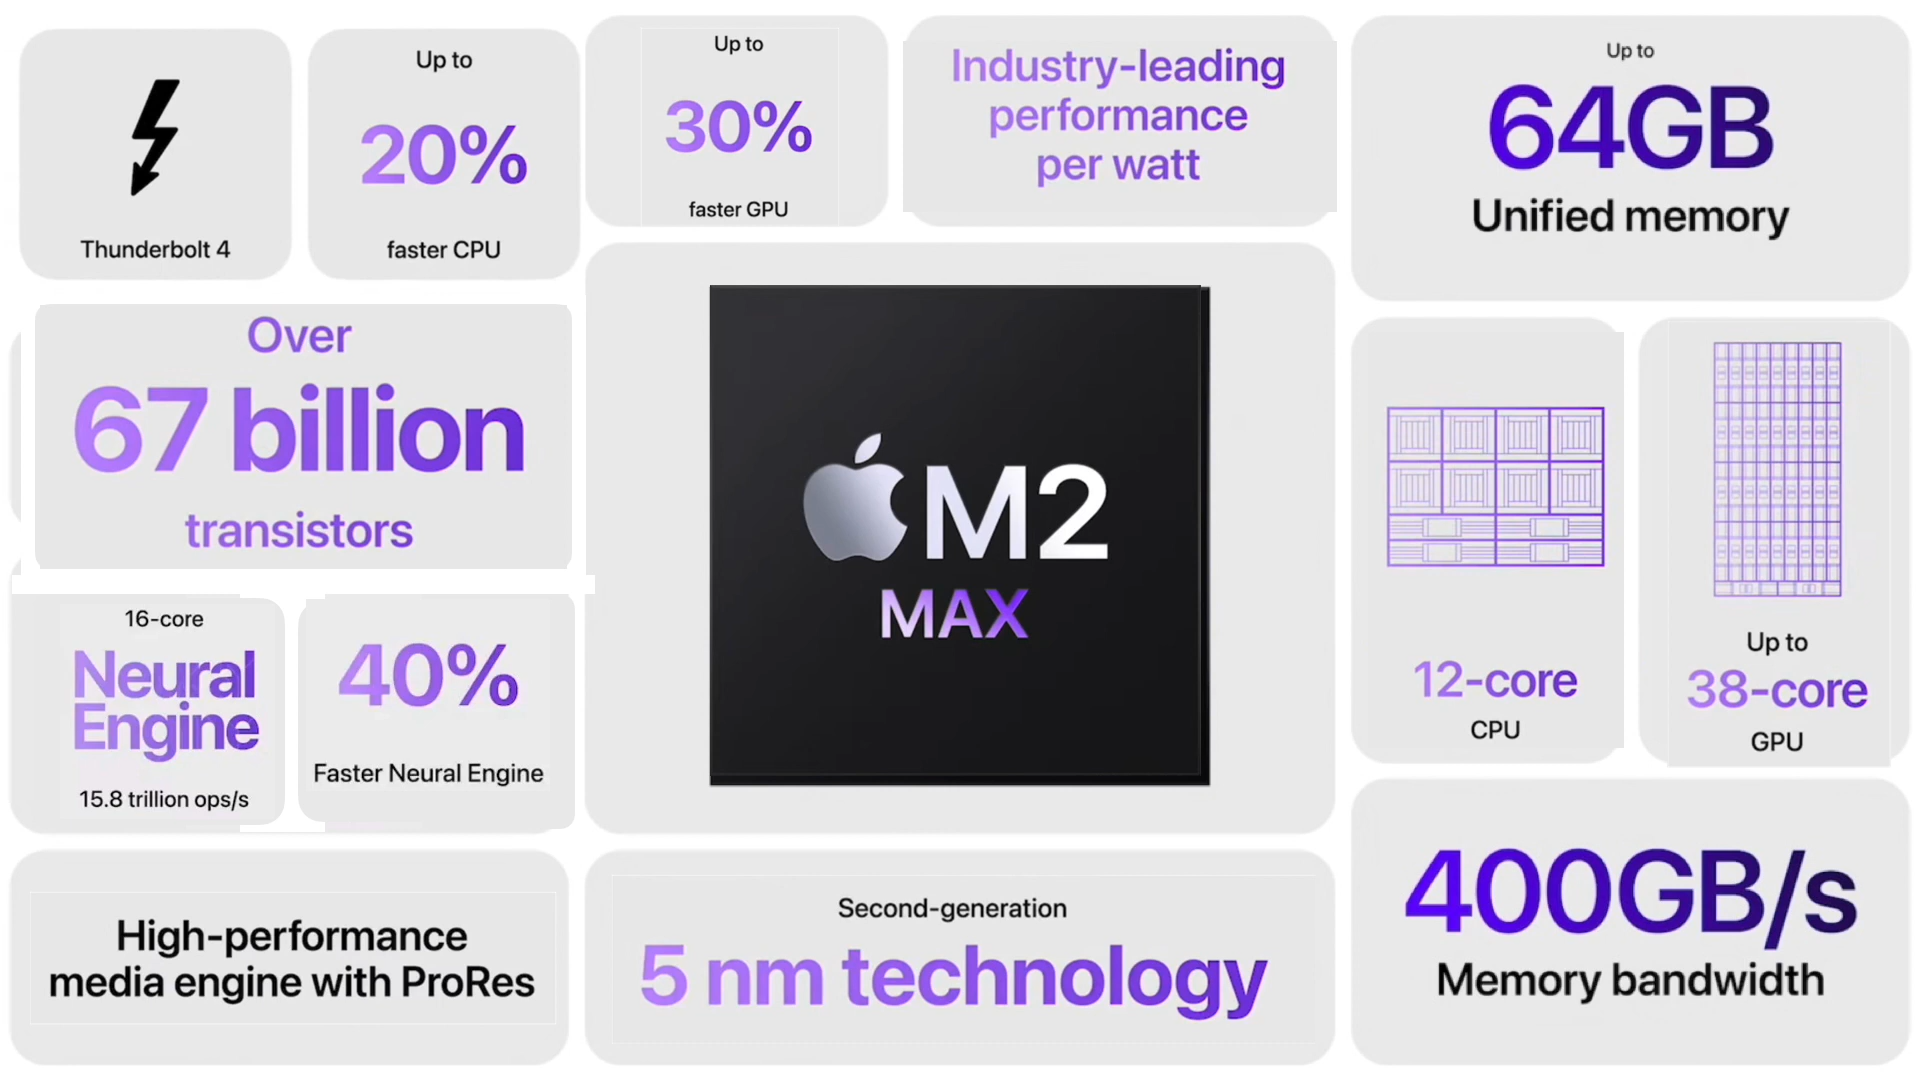 Thunderbolt 4
Up to
20%
faster CPU
Up to
30%
faster GPU
Industry-leading
performance
per watt
Up to
64GB
Unified memory
Over
67 billion
transistors
M2
MAX
12-core
CPU
Up to
38-core
GPU
16-core
Neural
Engine
15.8 trillion ops/s
40%
Faster Neural Engine
High-performance
media engine with ProRes
Second-generation
5 nm technology
400GB/s
Memory bandwidth